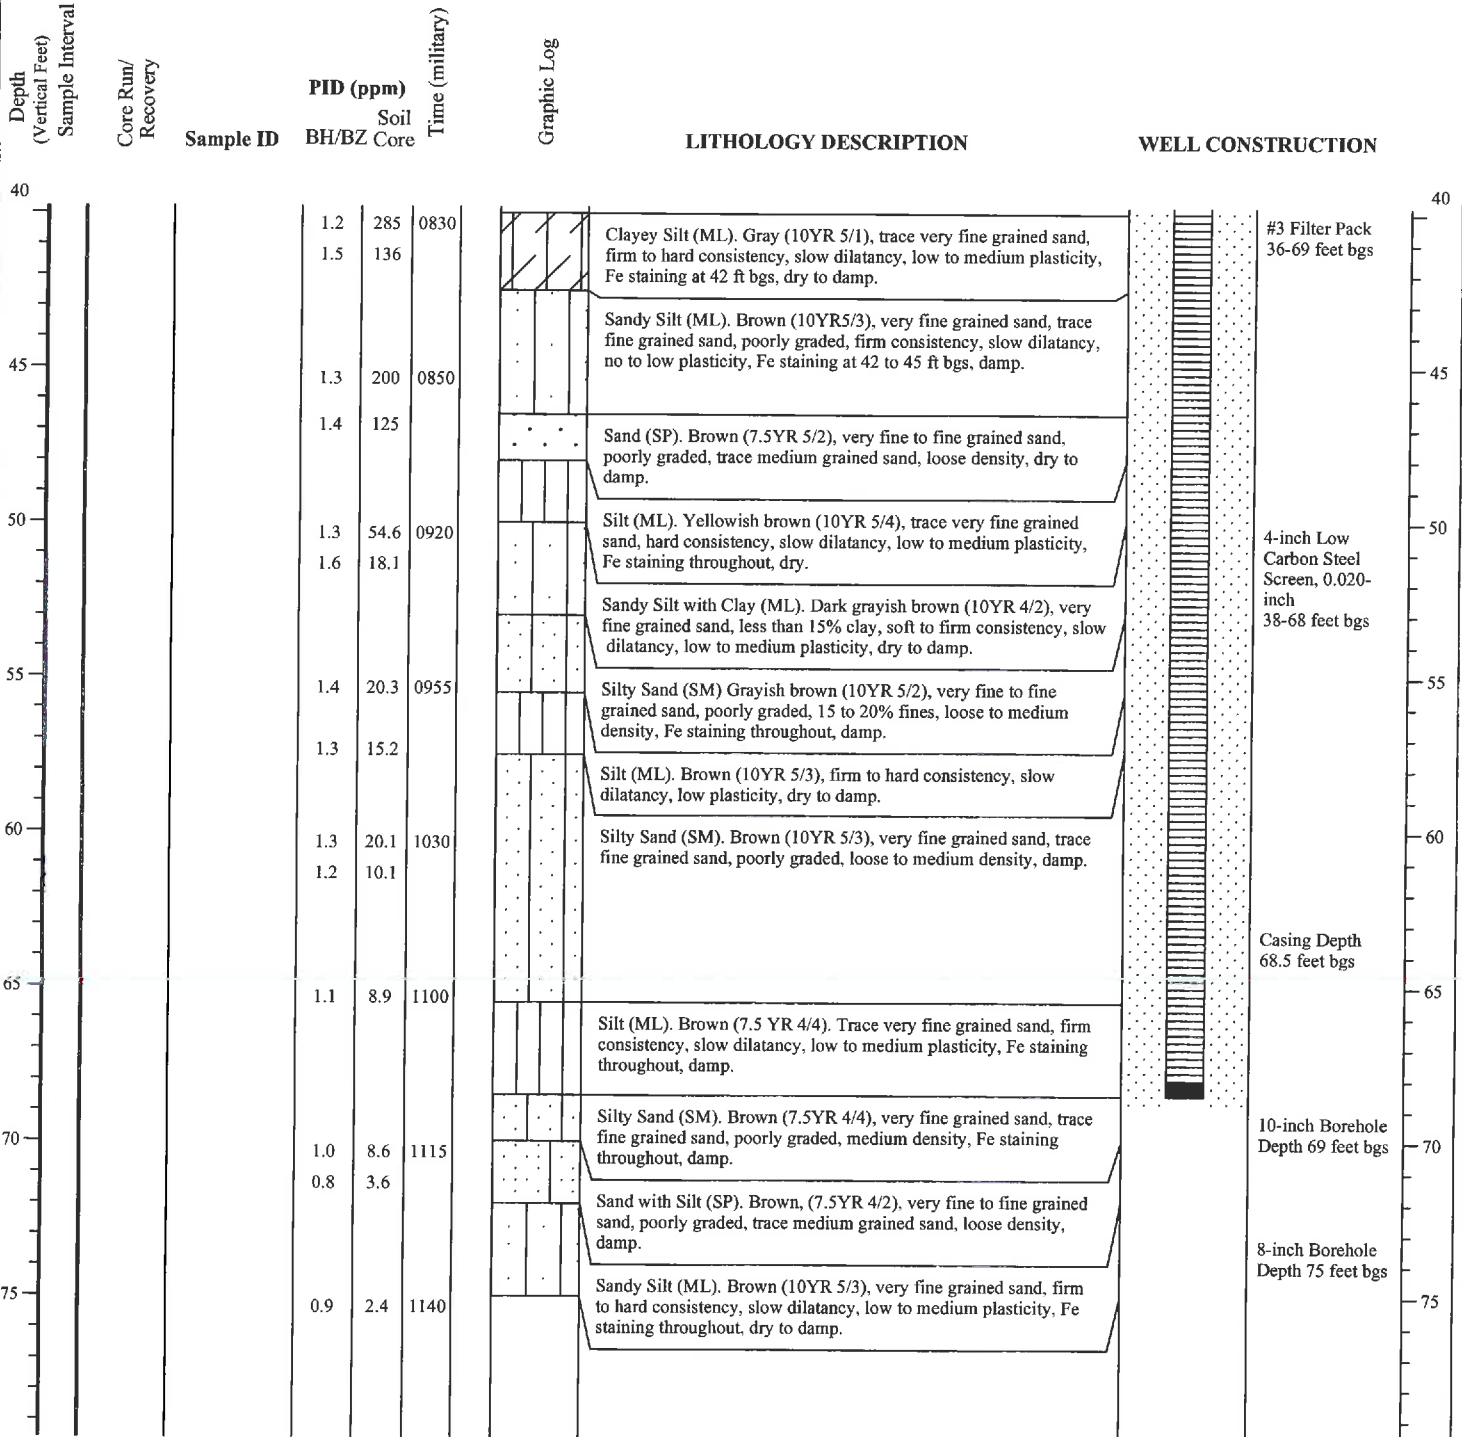 Depth
(Vertical Feet)
Sample Interval
Core Run/
Recovery
Sample ID
PID (ppm)
BH/BZ
Soil
Core
Time (military)
Graphic Log
LITHOLOGY DESCRIPTION
WELL CONSTRUCTION
40
40
1.2 285 0830
1.5 136
Clayey Silt (ML). Gray (10YR 5/1), trace very fine grained sand,
firm to hard consistency, slow dilatancy, low to medium plasticity,
Fe staining at 42 ft bgs, dry to damp.
#3 Filter Pack
36-69 feet bgs
Sandy Silt (ML). Brown (10YR5/3), very fine grained sand, trace
fine grained sand, poorly graded, firm consistency, slow dilatancy,
no to low plasticity, Fe staining at 42 to 45 ft bgs, damp.
45
45
1.3 200 0850
1.4 125
Sand (SP). Brown (7.5YR 5/2), very fine to fine grained sand,
poorly graded, trace medium grained sand, loose density, dry to
damp.
50
50
1.3 54.6 0920
1.6 18.1
Silt (ML). Yellowish brown (10YR 5/4), trace very fine grained
sand, hard consistency, slow dilatancy, low to medium plasticity,
Fe staining throughout, dry.
4-inch Low
Carbon Steel
Screen, 0.020-
inch
38-68 feet bgs
Sandy Silt with Clay (ML). Dark grayish brown (10YR 4/2), very
fine grained sand, less than 15% clay, soft to firm consistency, slow
dilatancy, low to medium plasticity, dry to damp.
55
55
1.4 20.3 0955
1.3 15.2
Silty Sand (SM) Grayish brown (10YR 5/2), very fine to fine
grained sand, poorly graded, 15 to 20% fines, loose to medium
density, Fe staining throughout, damp.
Silt (ML). Brown (10YR 5/3), firm to hard consistency, slow
dilatancy, low plasticity, dry to damp.
60
60
1.3 20.1 1030
1.2 10.1
Silty Sand (SM). Brown (10YR 5/3), very fine grained sand, trace
fine grained sand, poorly graded, loose to medium density, damp.
Casing Depth
68.5 feet bgs
65
65
1.1 8.9 1100
Silt (ML). Brown (7.5 YR 4/4). Trace very fine grained sand, firm
consistency, slow dilatancy, low to medium plasticity, Fe staining
throughout, damp.
Silty Sand (SM). Brown (7.5YR 4/4), very fine grained sand, trace
fine grained sand, poorly graded, medium density, Fe staining
throughout, damp.
70
70
1.0 8.6 1115
0.8 3.6
10-inch Borehole
Depth 69 feet bgs
Sand with Silt (SP). Brown, (7.5YR 4/2), very fine to fine grained
sand, poorly graded, trace medium grained sand, loose density,
damp.
8-inch Borehole
Depth 75 feet bgs
75
75
0.9 2.4 1140
Sandy Silt (ML). Brown (10YR 5/3), very fine grained sand, firm
to hard consistency, slow dilatancy, low to medium plasticity, Fe
staining throughout, dry to damp.